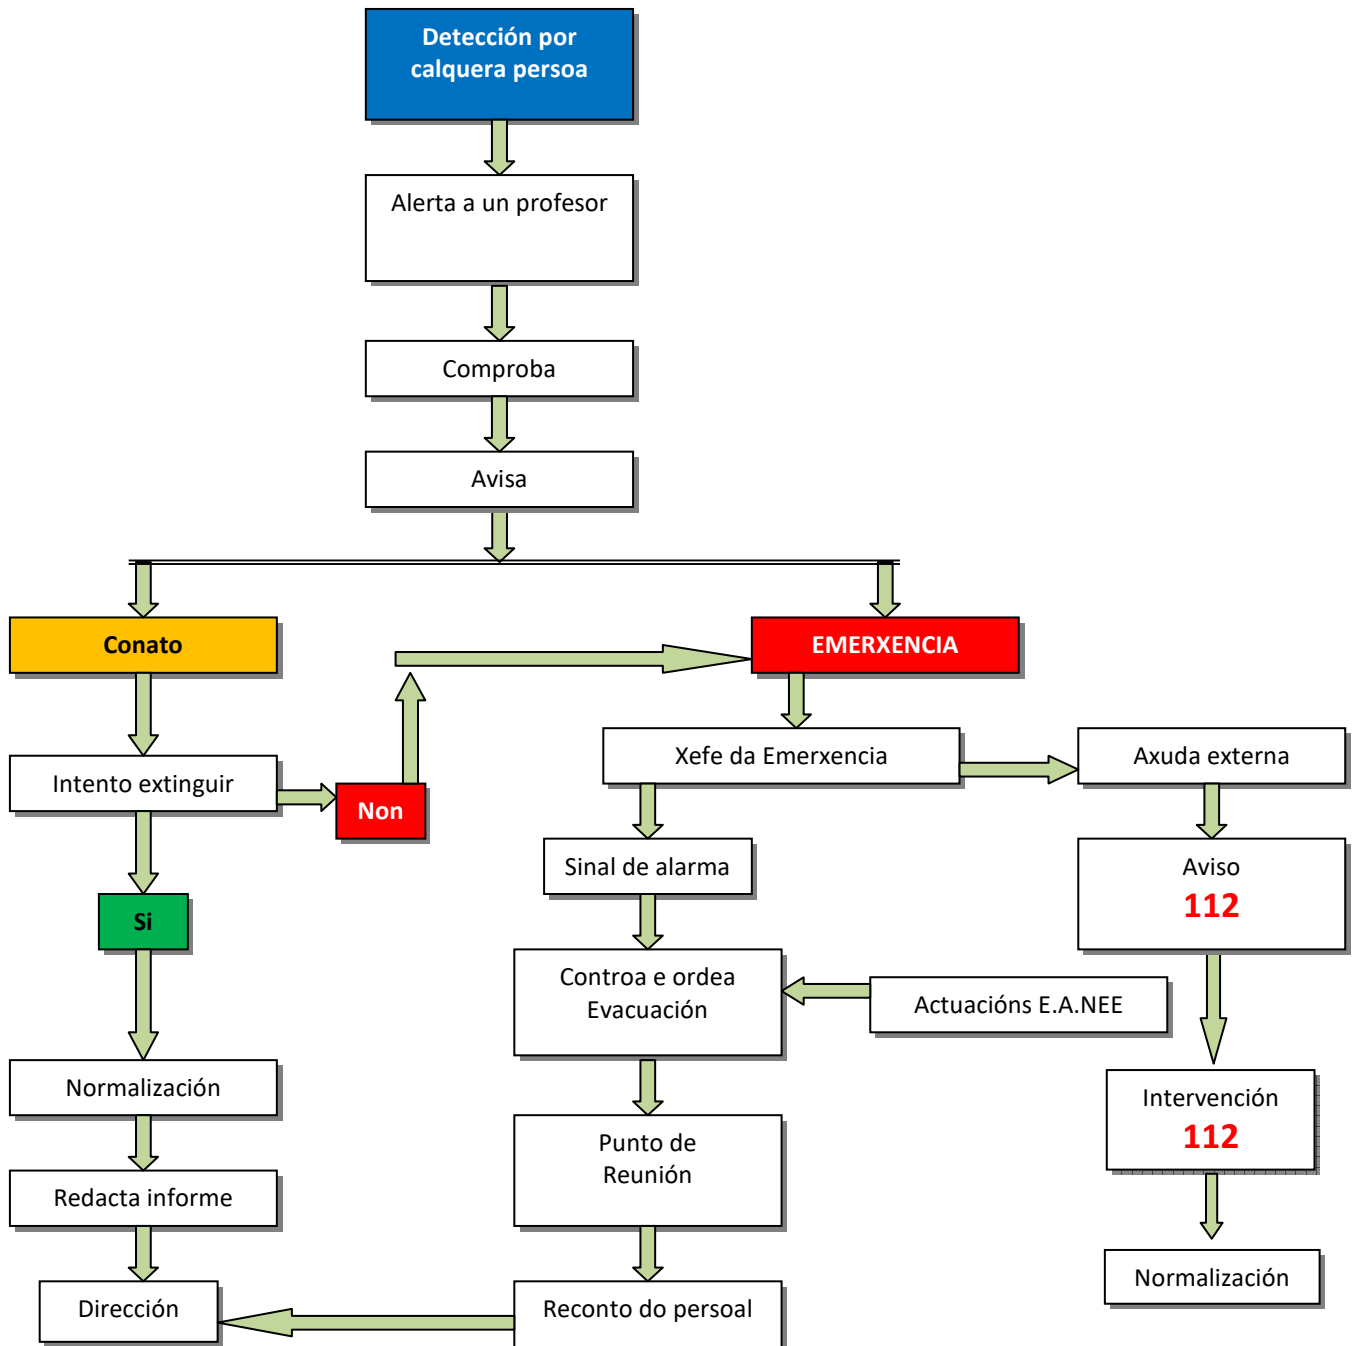 Detección por
calquera persoa
Alerta a un profesor
Comproba
Avisa
Conato
EMERXENCIA
Xefe da Emerxencia
Axuda externa
Intento extinguir
Non
Sinal de alarma
Aviso
112
Si
Controa e ordea
Evacuación
Actuacións E.A.NEE
Normalización
Intervención
112
Punto de
Reunión
Redacta informe
Normalización
Dirección
Reconto do persoal